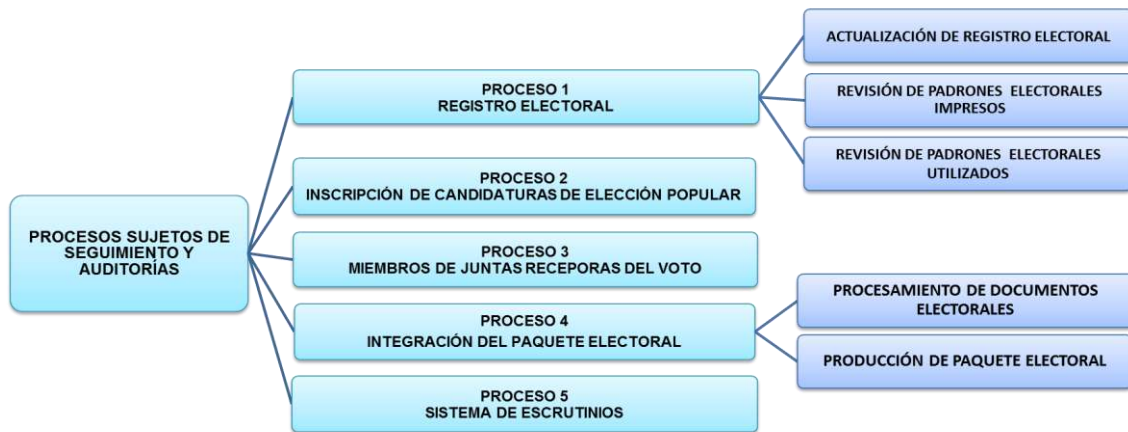 PROCESOS SUJETOS DE
SEGUIMIENTO Y
AUDITORÍAS
PROCESO 1
REGISTRO ELECTORAL
ACTUALIZACIÓN DE REGISTRO ELECTORAL
REVISIÓN DE PADRONES ELECTORALES
IMPRESOS
REVISIÓN DE PADRONES ELECTORALES
UTILIZADOS
PROCESO 2
INSCRIPCIÓN DE CANDIDATURAS DE ELECCIÓN POPULAR
PROCESO 3
MIEMBROS DE JUNTAS RECEPORAS DEL VOTO
PROCESO 4
INTEGRACIÓN DEL PAQUETE ELECTORAL
PROCESAMIENTO DE DOCUMENTOS
ELECTORALES
PRODUCCIÓN DE PAQUETE ELECTORAL
PROCESO 5
SISTEMA DE ESCRUTINIOS